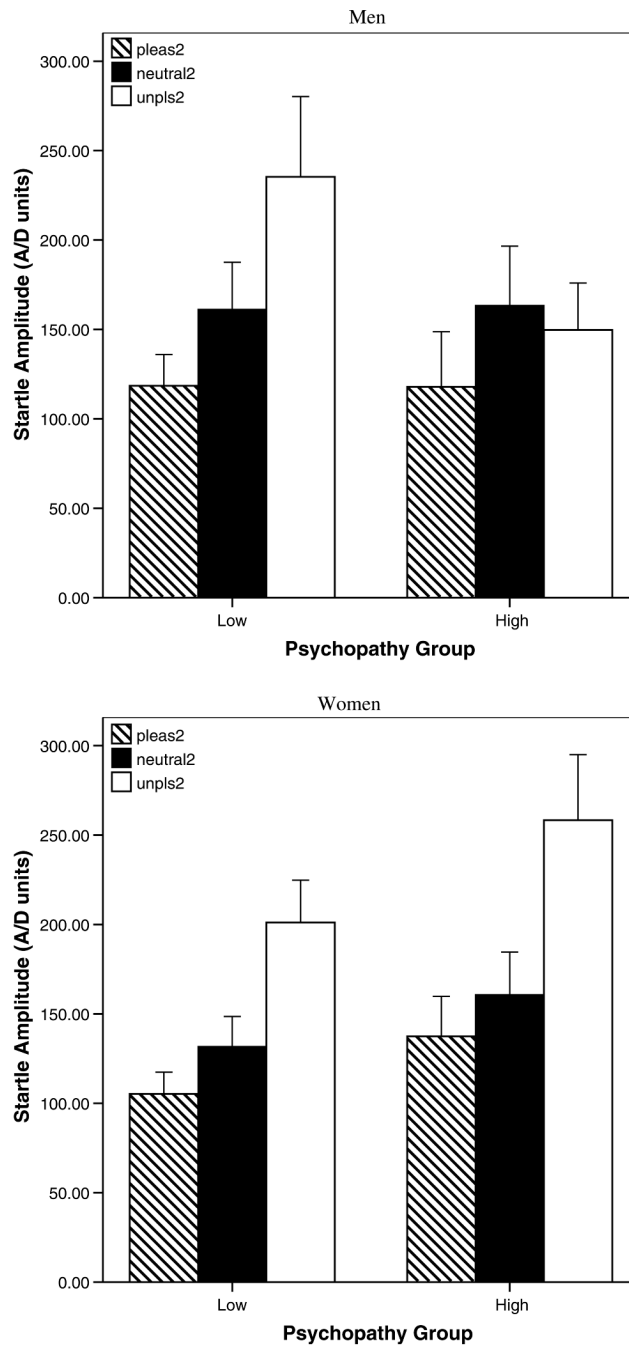 Men
pleas2
neutral2
unpls2
300.00
250.00
200.00
150.00
100.00
50.00
0.00
Startle Amplitude (A/D units)
Low
High
Psychopathy Group
Women
pleas2
neutral2
unpls2
300.00
250.00
200.00
150.00
100.00
50.00
0.00
Startle Amplitude (A/D units)
Low
High
Psychopathy Group